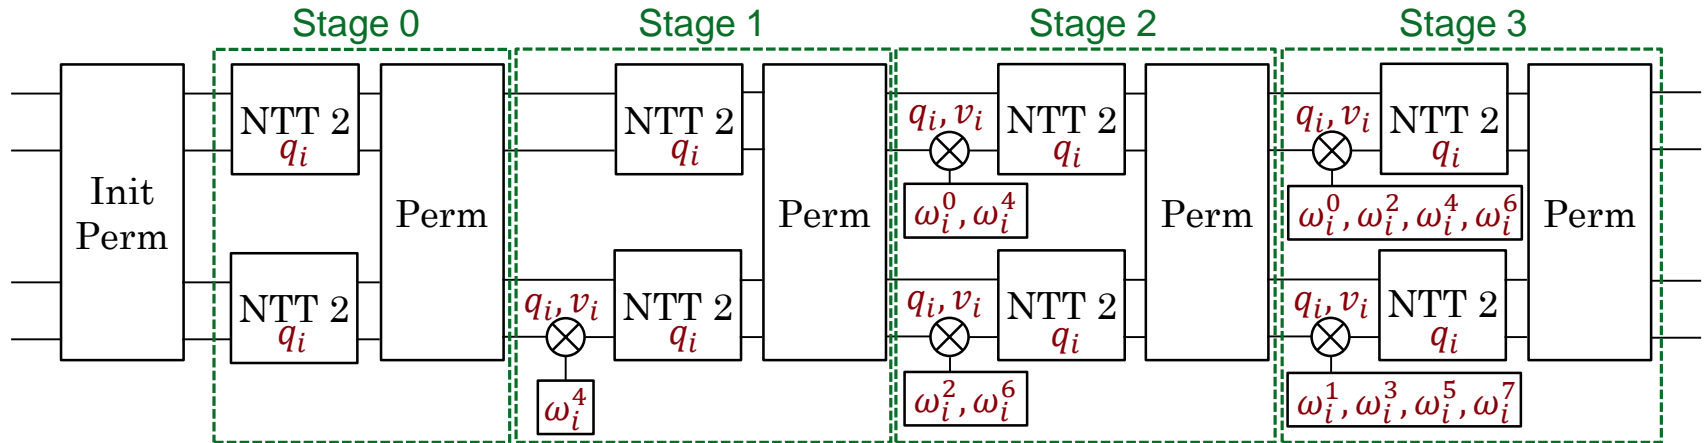 Stage 0
Stage 1
Stage 2
Stage 3
Init
Perm
NTT 2
q_i
NTT 2
q_i
Perm
q_i, v_i
ω_i^4
NTT 2
q_i
NTT 2
q_i
Perm
q_i, v_i
ω_i^0, ω_i^4
NTT 2
q_i
q_i, v_i
ω_i^2, ω_i^6
NTT 2
q_i
Perm
q_i, v_i
ω_i^0, ω_i^2, ω_i^4, ω_i^6
NTT 2
q_i
q_i, v_i
ω_i^1, ω_i^3, ω_i^5, ω_i^7
NTT 2
q_i
Perm